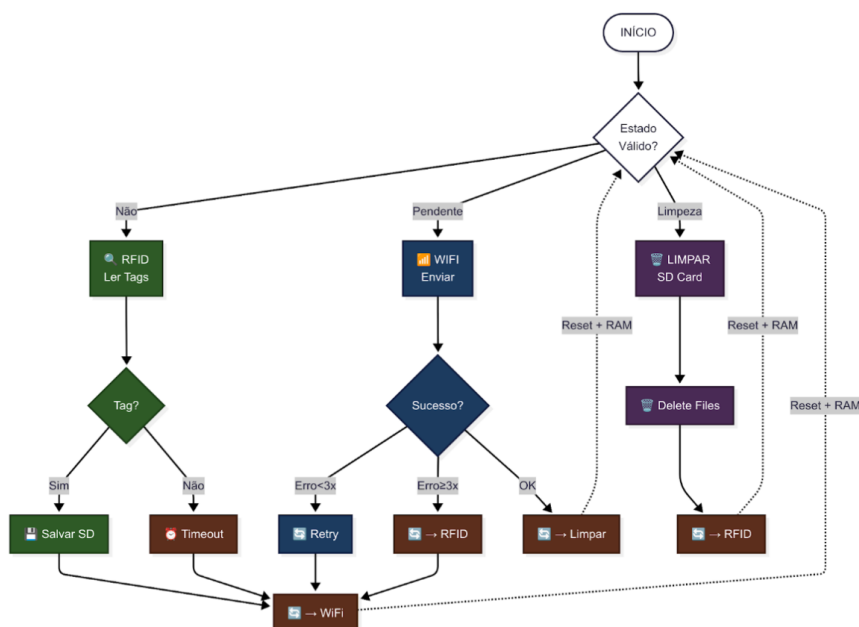 INÍCIO
Estado
Válido?
Não
Pendente
Limpeza
RFID
Ler Tags
WIFI
Enviar
LIMPAR
SD Card
Reset + RAM
Reset + RAM
Reset + RAM
Tag?
Sucesso?
Delete Files
Sim
Não
Erro<3x
Erro≥3x
OK
Salvar SD
Timeout
Retry
→ RFID
→ Limpar
→ RFID
→ WiFi